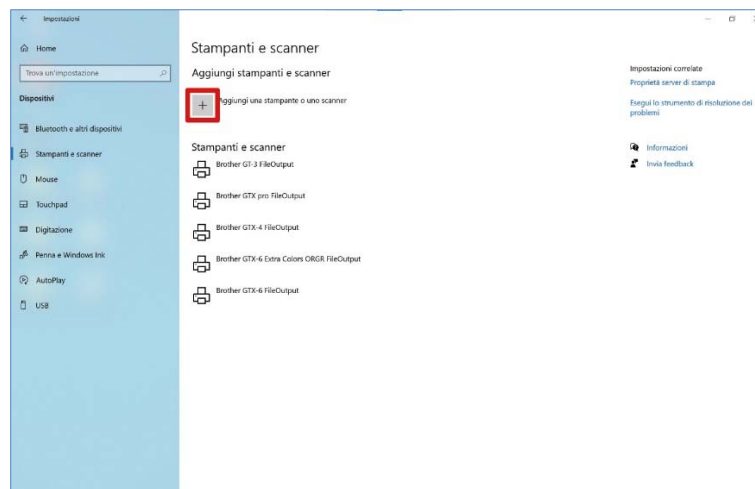 Impostazioni
Home
Trova un'impostazione
Dispositivi
Bluetooth e altri dispositivi
Stampanti e scanner
Mouse
Touchpad
Digitazione
Penna e Windows Ink
AutoPlay
USB
Stampanti e scanner
Aggiungi stampanti e scanner
Aggiungi una stampante o uno scanner
Stampanti e scanner
Brother GT-3 FileOutput
Brother GTX pro FileOutput
Brother GTX-4 FileOutput
Brother GTX-6 Extra Colors ORGR FileOutput
Brother GTX-6 FileOutput
Impostazioni correlate
Proprietà server di stampa
Esegui lo strumento di risoluzione dei
problemi
Informazioni
Invia feedback